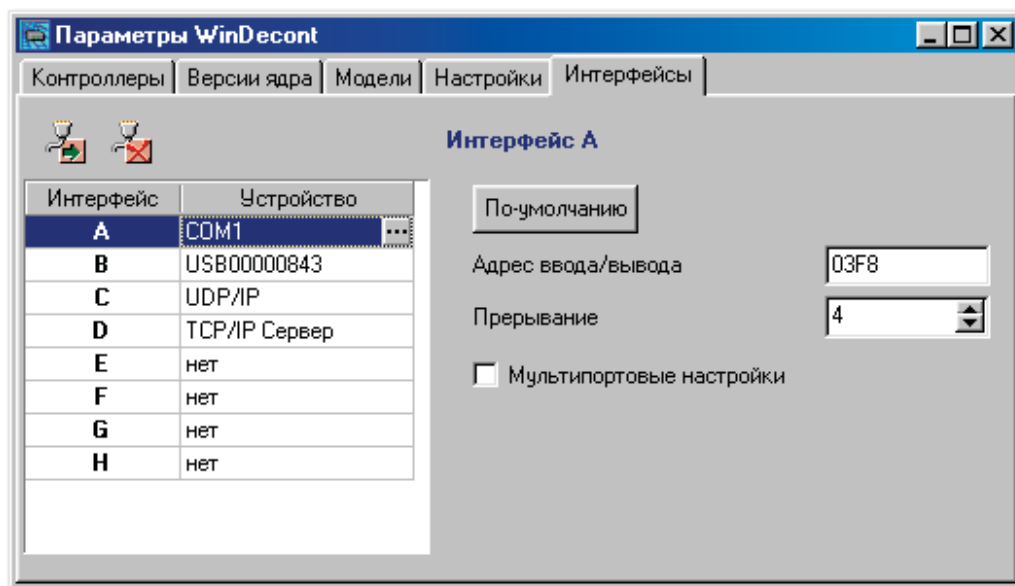 Параметры WinDecont
Контроллеры Версии ядра Модели Настройки Интерфейсы
Интерфейс А
Интерфейс Устройство
A COM1 ...
B USB00000843
C UDP/IP
D TCP/IP Сервер
E нет
F нет
G нет
H нет
По-умолчанию
Адрес ввода/вывода 03F8
Прерывание 4
Мультипортовые настройки